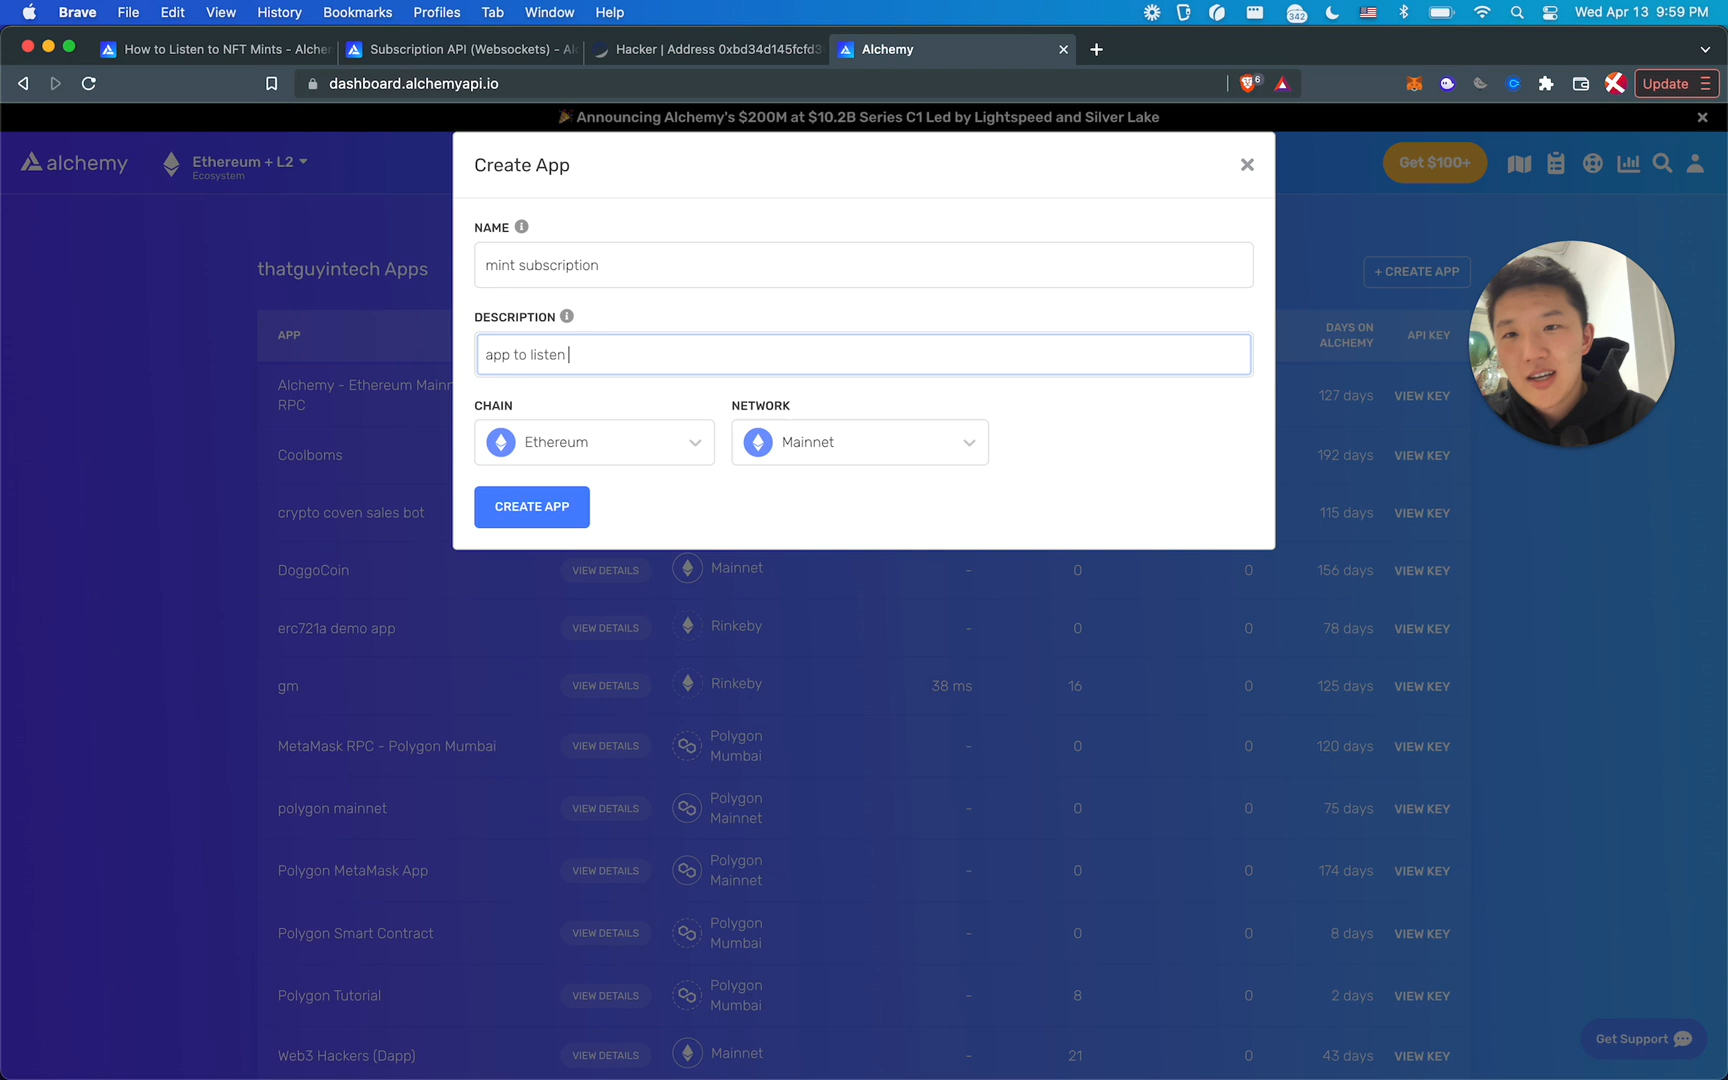 Brave File Edit View History Bookmarks Profiles Tab Window Help 342 Wed Apr 13 9:59 PM
How to Listen to NFT Mints - Alcher Subscription API (Websockets) - Al Hacker | Address 0xbd34d145fcfd3 Alchemy
dashboard.alchemyapi.io 6 Update
Announcing Alchemy's $200M at $10.2B Series C1 Led by Lightspeed and Silver Lake
alchemy Ethereum + L2 Get $100+
Ecosystem
Create App
NAME
mint subscription
DESCRIPTION
app to listen
CHAIN NETWORK
Ethereum Mainnet
CREATE APP
thatguyintech Apps + CREATE APP
APP DAYS ON ALCHEMY API KEY
Alchemy - Ethereum Mainn
RPC 127 days VIEW KEY
Coolboms 192 days VIEW KEY
crypto coven sales bot 115 days VIEW KEY
DoggoCoin VIEW DETAILS Mainnet - 0 0 156 days VIEW KEY
erc721a demo app VIEW DETAILS Rinkeby - 0 0 78 days VIEW KEY
gm VIEW DETAILS Rinkeby 38 ms 16 0 125 days VIEW KEY
MetaMask RPC - Polygon Mumbai VIEW DETAILS Polygon Mumbai - 0 0 120 days VIEW KEY
polygon mainnet VIEW DETAILS Polygon Mainnet - 0 0 75 days VIEW KEY
Polygon MetaMask App VIEW DETAILS Polygon Mainnet - 0 0 174 days VIEW KEY
Polygon Smart Contract VIEW DETAILS Polygon Mumbai - 0 0 8 days VIEW KEY
Polygon Tutorial VIEW DETAILS Polygon Mumbai - 8 0 2 days VIEW KEY
Web3 Hackers (Dapp) VIEW DETAILS Mainnet - 21 0 43 days VIEW KEY
Get Support